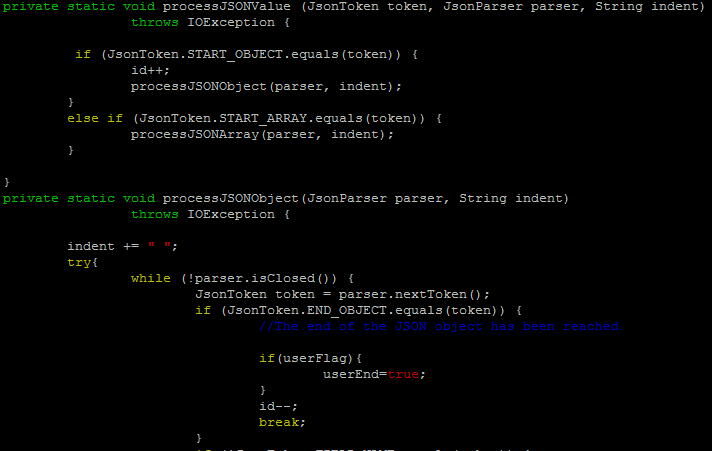 private static void processJSONValue (JsonToken token, JsonParser parser, String indent)
throws IOException {
if (JsonToken.START_OBJECT.equals(token)) {
id++;
processJSONObject(parser, indent);
}
else if (JsonToken.START_ARRAY.equals(token)) {
processJSONArray(parser, indent);
}
}
private static void processJSONObject(JsonParser parser, String indent)
throws IOException {
indent += " ";
try{
while (!parser.isClosed()) {
JsonToken token = parser.nextToken();
if (JsonToken.END_OBJECT.equals(token)) {
//The end of the JSON object has been reached
if(userFlag){
userEnd=true;
}
id--;
break;
}